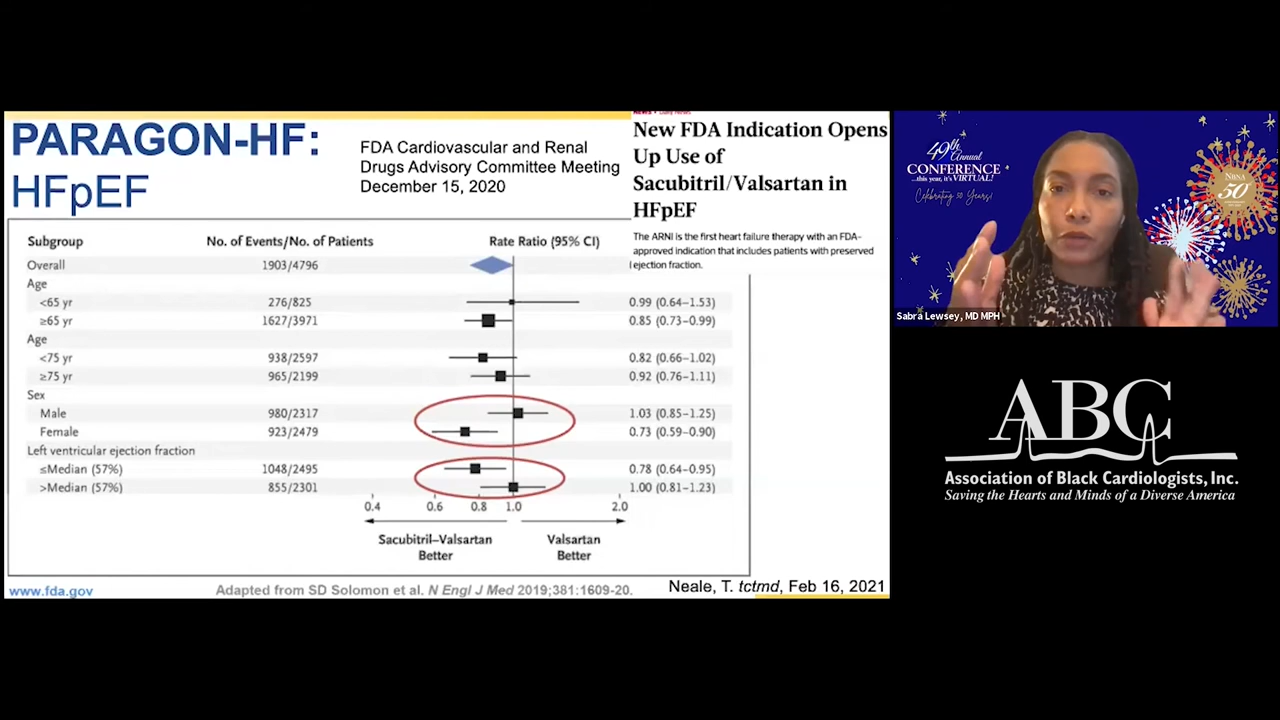 PARAGON-HF:
HFpEF
FDA Cardiovascular and Renal
Drugs Advisory Committee Meeting
December 15, 2020
New FDA Indication Opens
Up Use of
Sacubitril/Valsartan in
HFpEF
The ARNI is the first heart failure therapy with an FDA-
approved indication that includes patients with preserved
ejection fraction.
Subgroup No. of Events/No. of Patients Rate Ratio (95% CI)
Overall 1903/4796
Age
<65 yr 276/825 0.99 (0.64–1.53)
≥65 yr 1627/3971 0.85 (0.73–0.99)
Age
<75 yr 938/2597 0.82 (0.66–1.02)
≥75 yr 965/2199 0.92 (0.76–1.11)
Sex
Male 980/2317 1.03 (0.85–1.25)
Female 923/2479 0.73 (0.59–0.90)
Left ventricular ejection fraction
≤Median (57%) 1048/2495 0.78 (0.64–0.95)
>Median (57%) 855/2301 1.00 (0.81–1.23)
0.4 0.6 0.8 1.0 2.0
Sacubitril–Valsartan Valsartan
Better Better
www.fda.gov
Adapted from SD Solomon et al. N Engl J Med 2019;381:1609-20.
Neale, T. tctmd, Feb 16, 2021
49th
Annual
CONFERENCE
...this year, it's VIRTUAL!
Celebrating 50 Years!
NBNA
50
Sabra Lewsey, MD MPH
ABC
Association of Black Cardiologists, Inc.
Saving the Hearts and Minds of a Diverse America